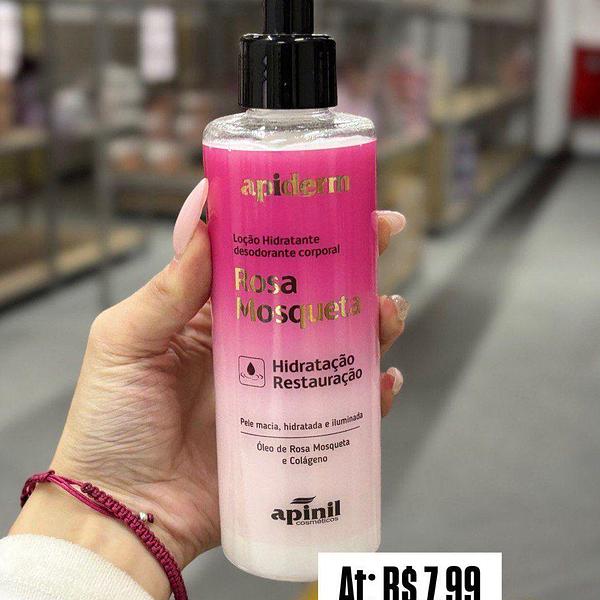 apiderm
Loção Hidratante
desodorante corporal
Rosa
Mosqueta
Hidratação
Restauração
Pele macia, hidratada e iluminada
Óleo de Rosa Mosqueta
e Colágeno
apinil
cosméticos
At: R$ 7,99